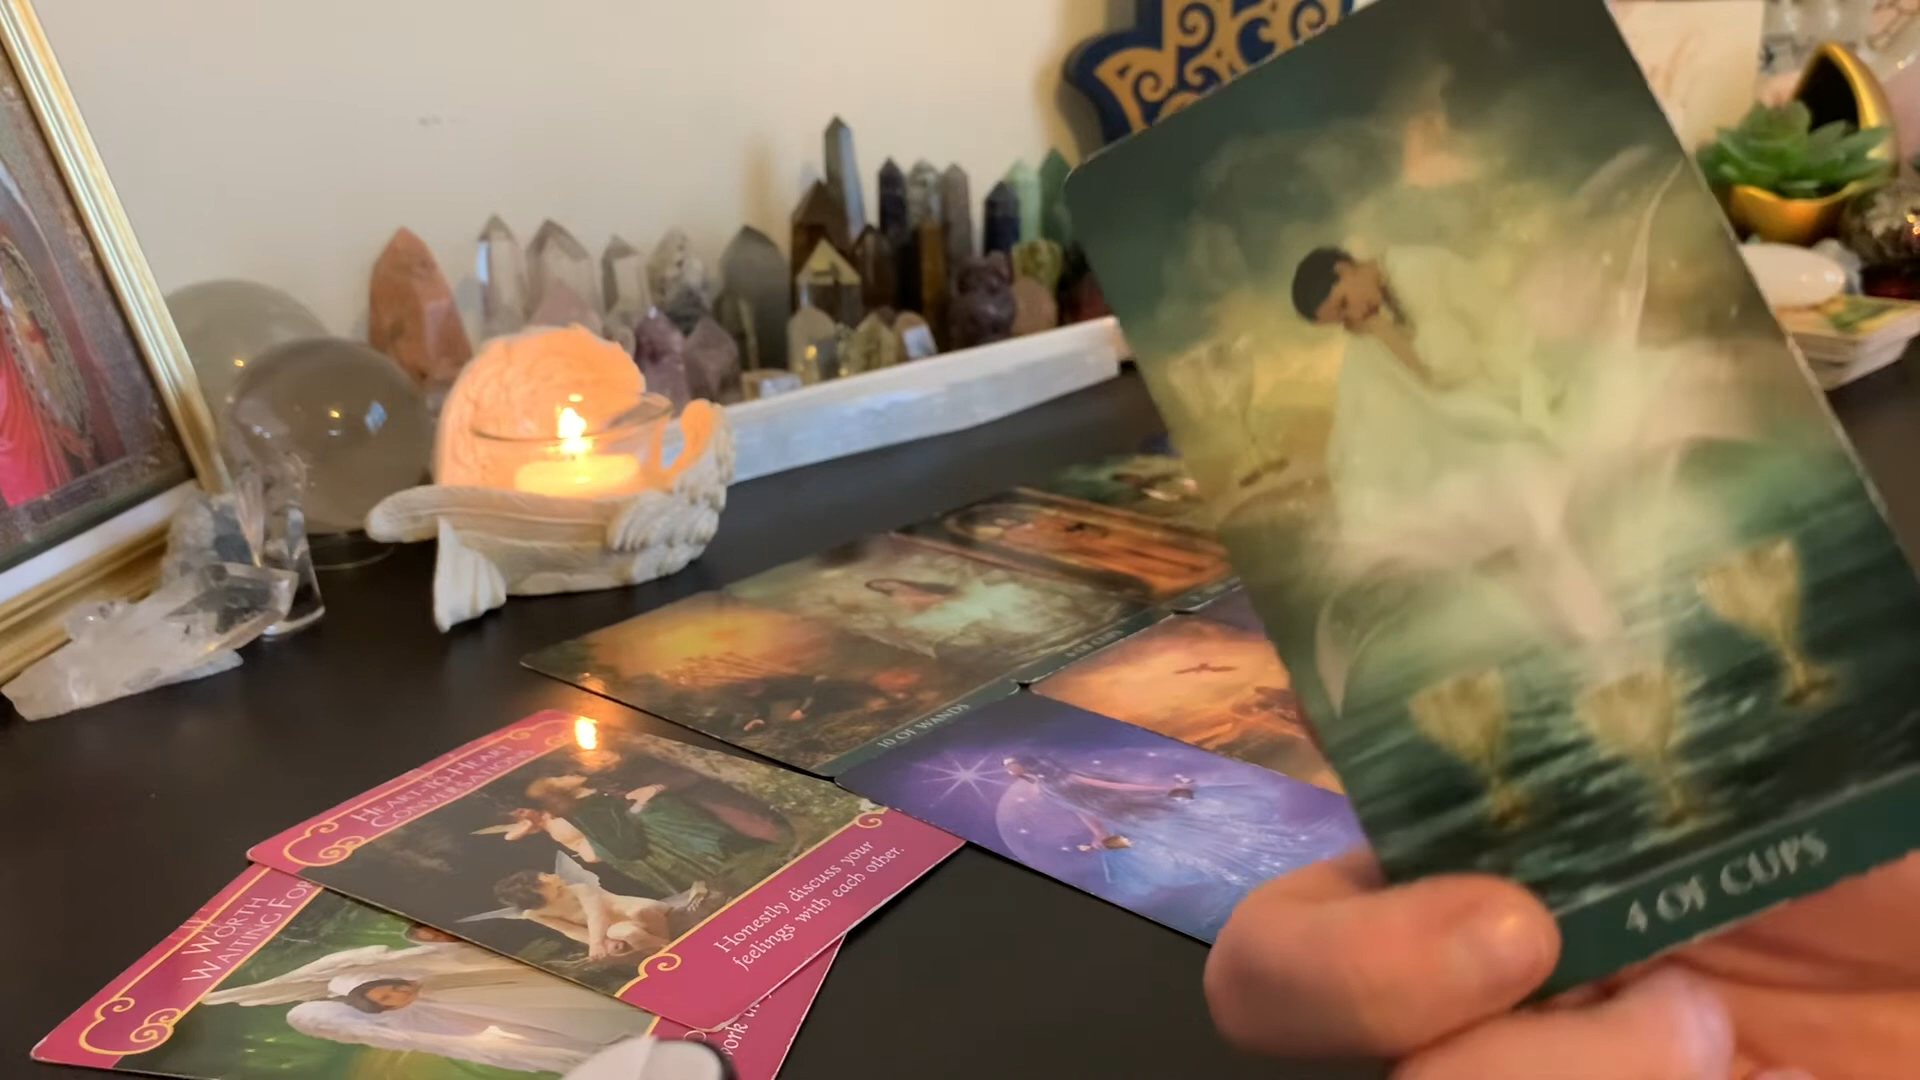 4 OF CUPS
10 OF WANDS
HEART-TO-HEART
CONVERSATIONS
Honestly discuss your
feelings with each other.
WORTH
WAITING FOR
work